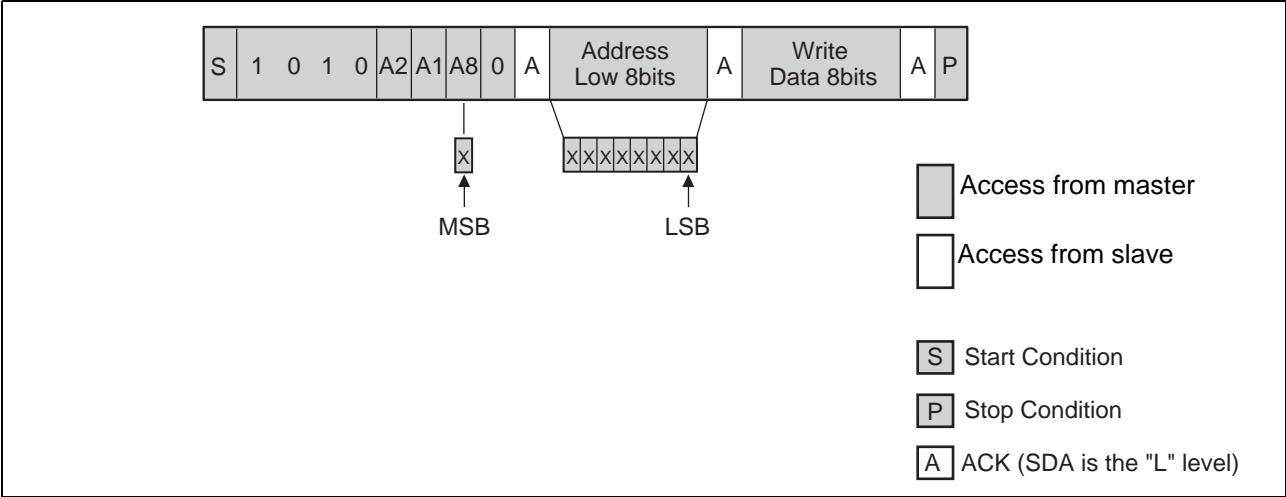 S 1 0 1 0 A2 A1 A8 0 A Address Low 8bits A Write Data 8bits A P
X XXXXXXXX
MSB LSB
Access from master
Access from slave
S Start Condition
P Stop Condition
A ACK (SDA is the "L" level)